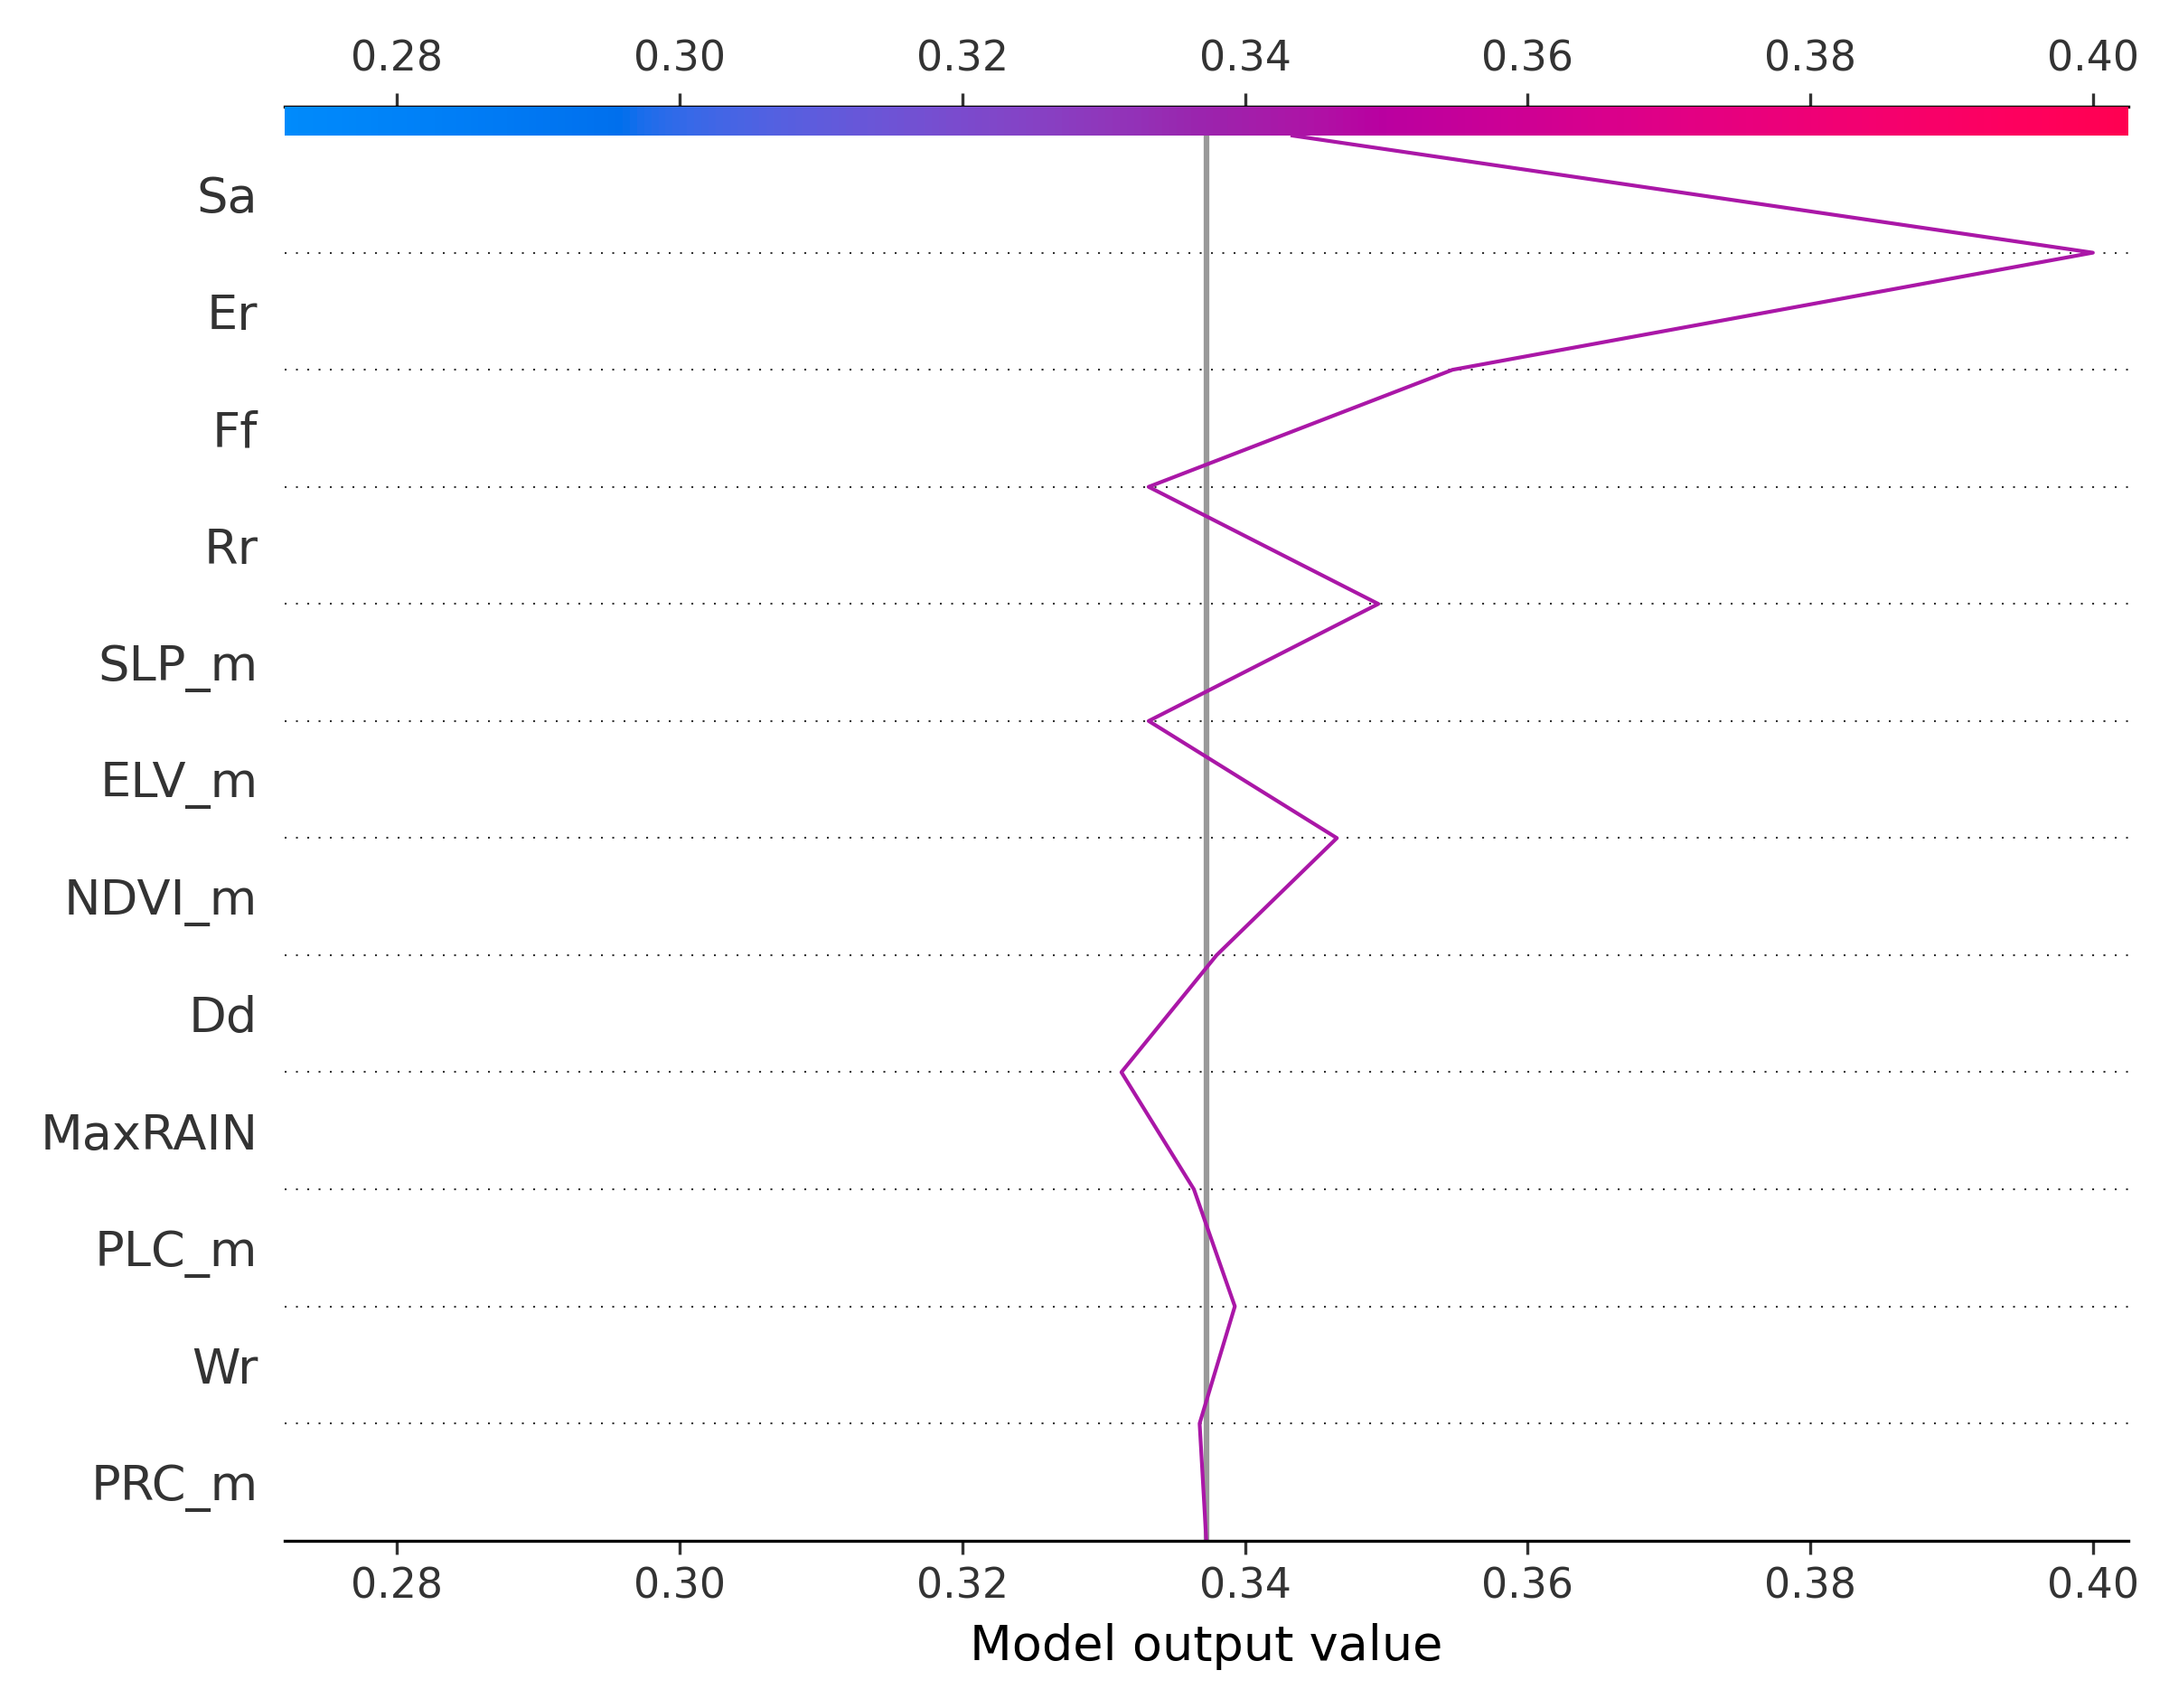 0.28 0.30 0.32 0.34 0.36 0.38 0.40
Sa
Er
Ff
Rr
SLP_m
ELV_m
NDVI_m
Dd
MaxRAIN
PLC_m
Wr
PRC_m
0.28 0.30 0.32 0.34 0.36 0.38 0.40
Model output value